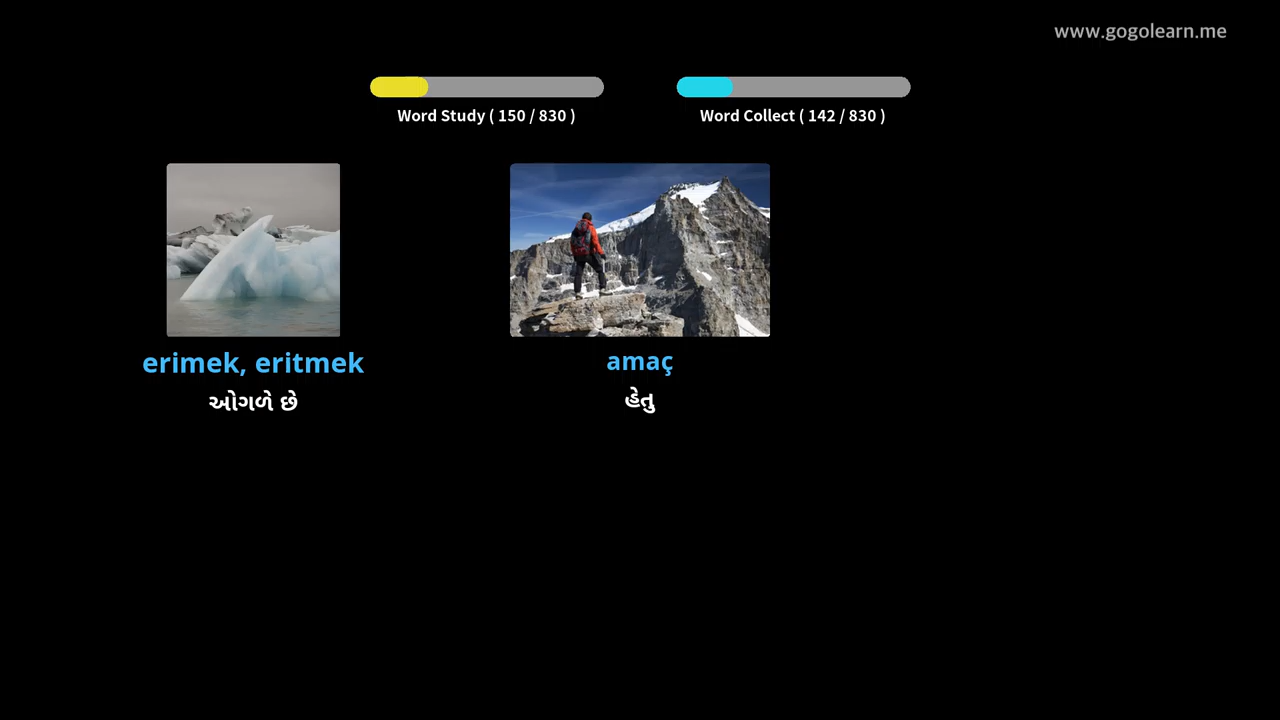 www.gogolearn.me
Word Study ( 150 / 830 )
Word Collect ( 142 / 830 )
erimek, eritmek
ઓગળે છે
amaç
હેતુ